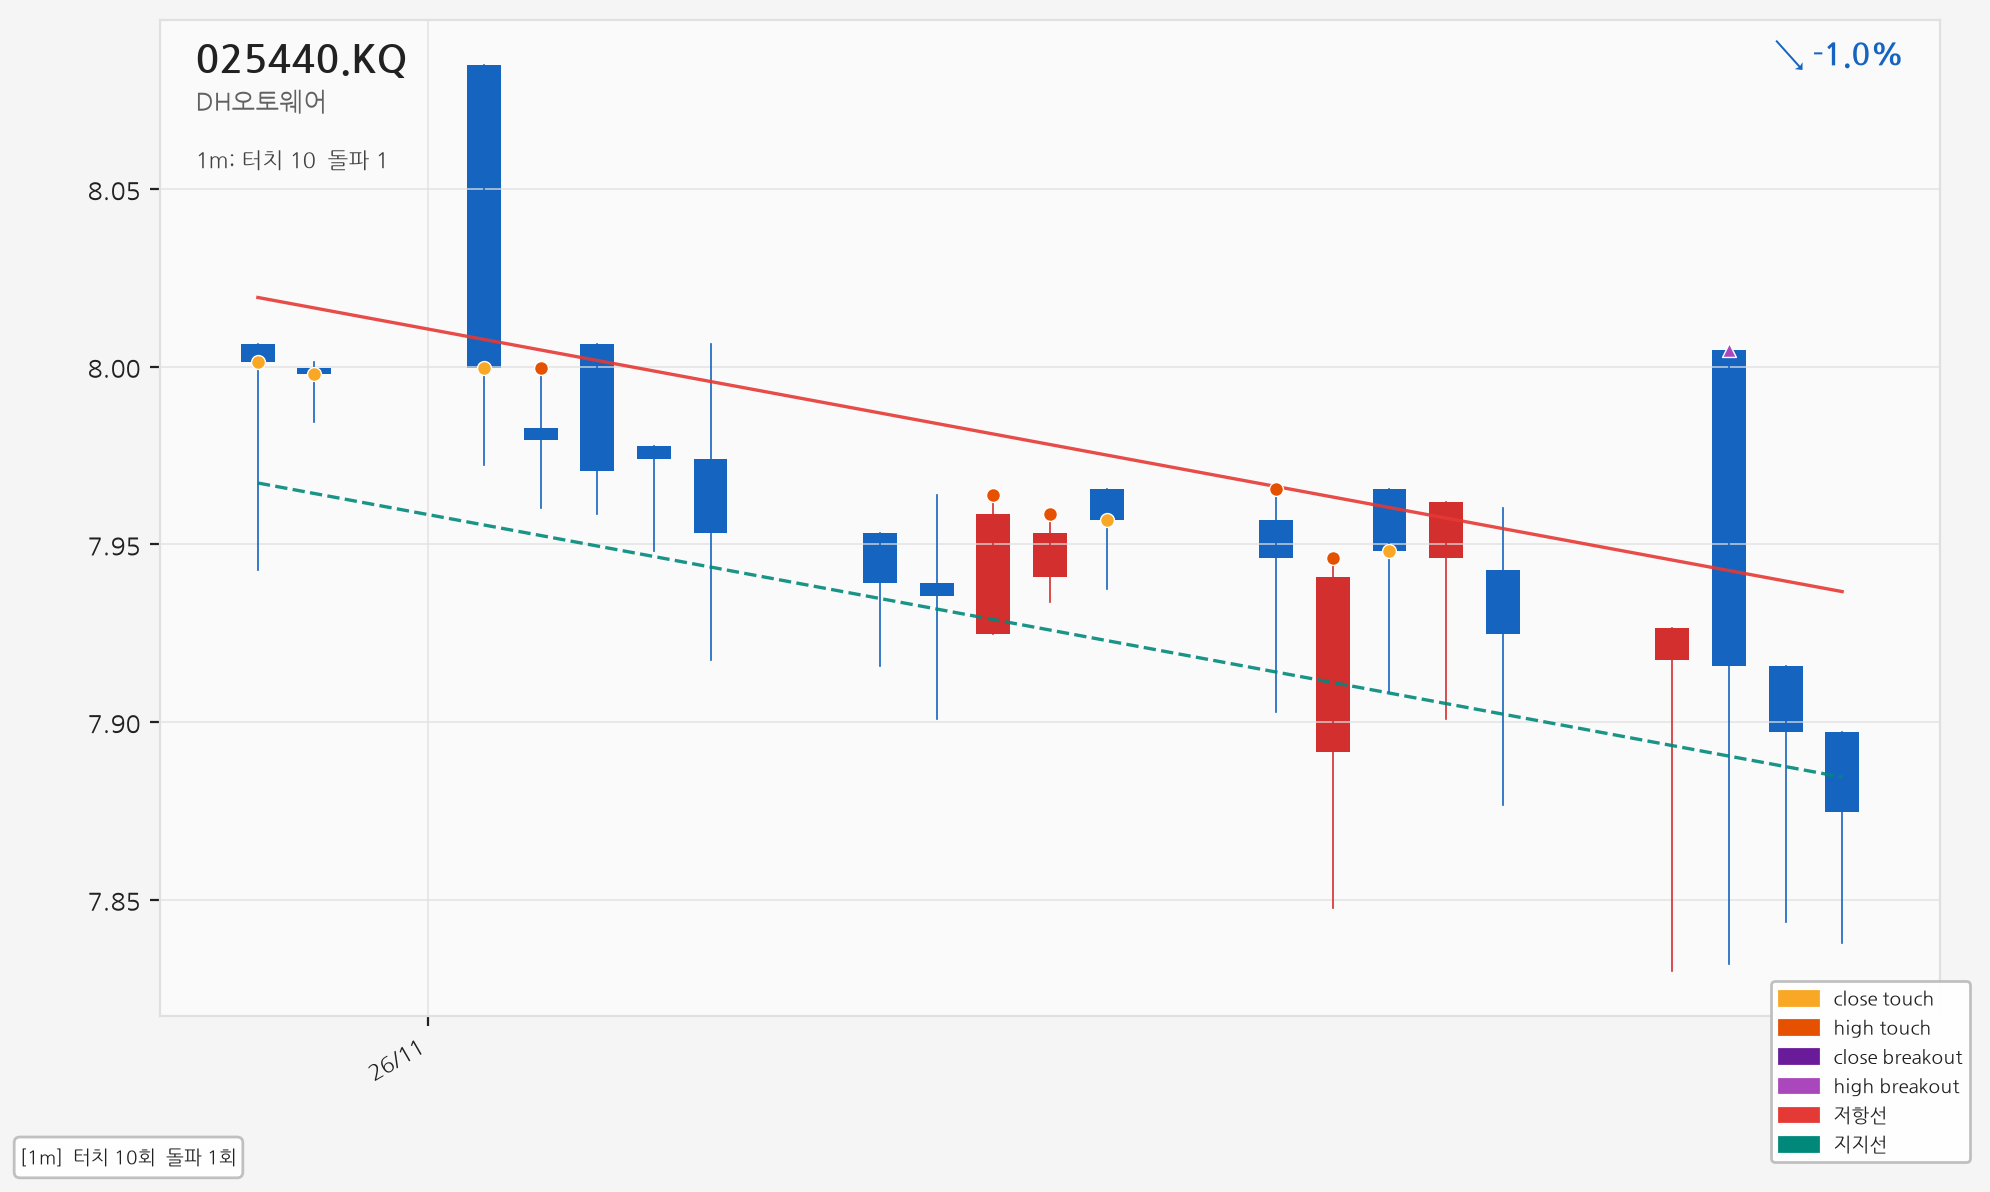 025440.KQ
DH오토웨어
1m: 터치 10 돌파 1
-1.0%
8.05
8.00
7.95
7.90
7.85
26/11
close touch
high touch
close breakout
high breakout
저항선
지지선
[1m] 터치 10회 돌파 1회